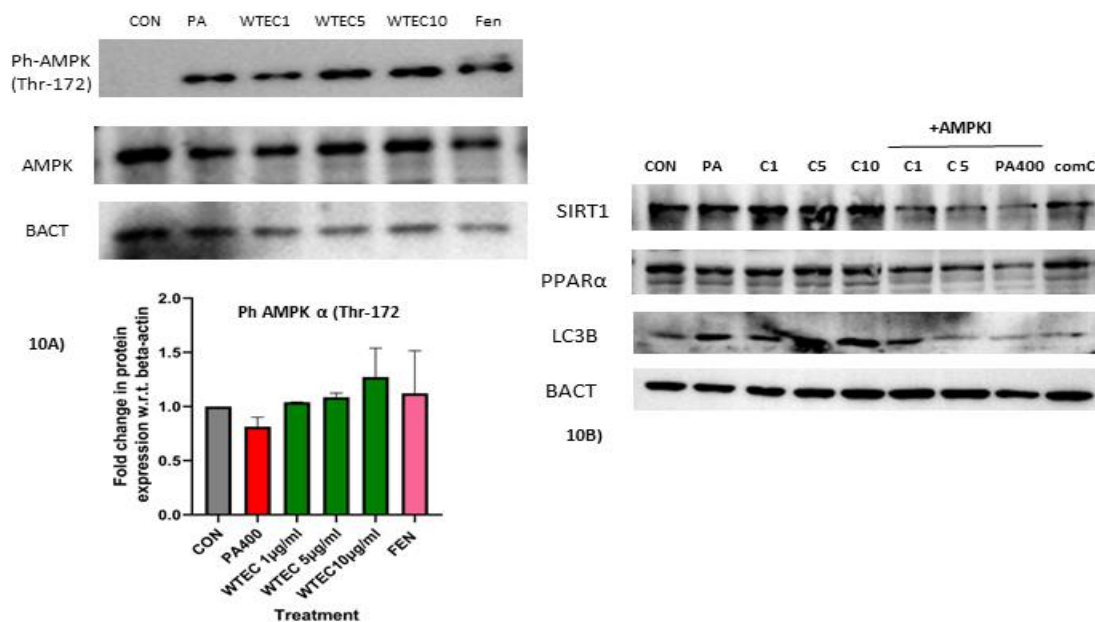 CON PA WTEC1 WTEC5 WTEC10 Fen
Ph-AMPK
(Thr-172)
AMPK
BACT
10A)
Ph AMPK α (Thr-172
Fold change in protein
expression w.r.t. beta-actin
2.0
1.5
1.0
0.5
0.0
CON
PA400
WTEC 1µg/ml
WTEC 5µg/ml
WTEC10µg/ml
FEN
Treatment
+AMPKI
CON PA C1 C5 C10 C1 C 5 PA400 comC
SIRT1
PPARα
LC3B
BACT
10B)